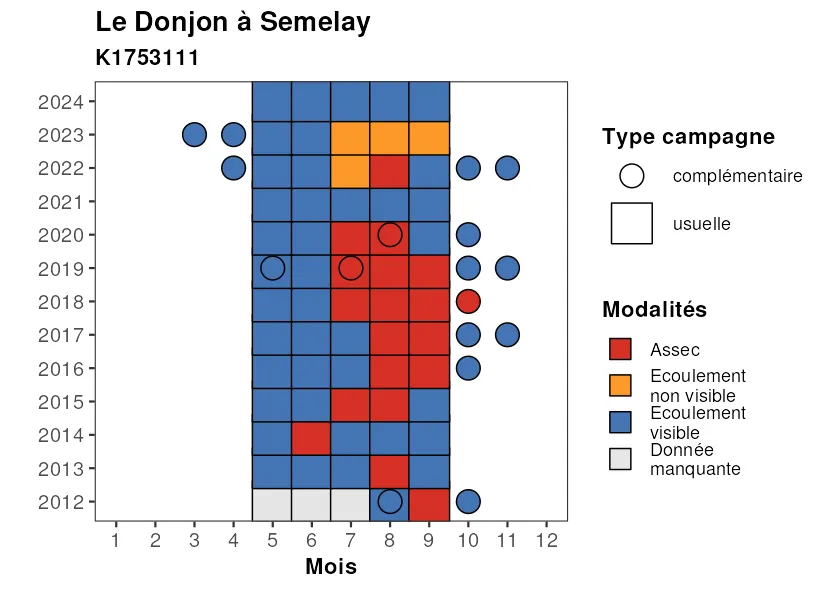 Le Donjon à Semelay
K1753111
2024
2023
2022
2021
2020
2019
2018
2017
2016
2015
2014
2013
2012
1 2 3 4 5 6 7 8 9 10 11 12
Mois
Type campagne
complémentaire
usuelle
Modalités
Assec
Ecoulement
non visible
Ecoulement
visible
Donnée
manquante